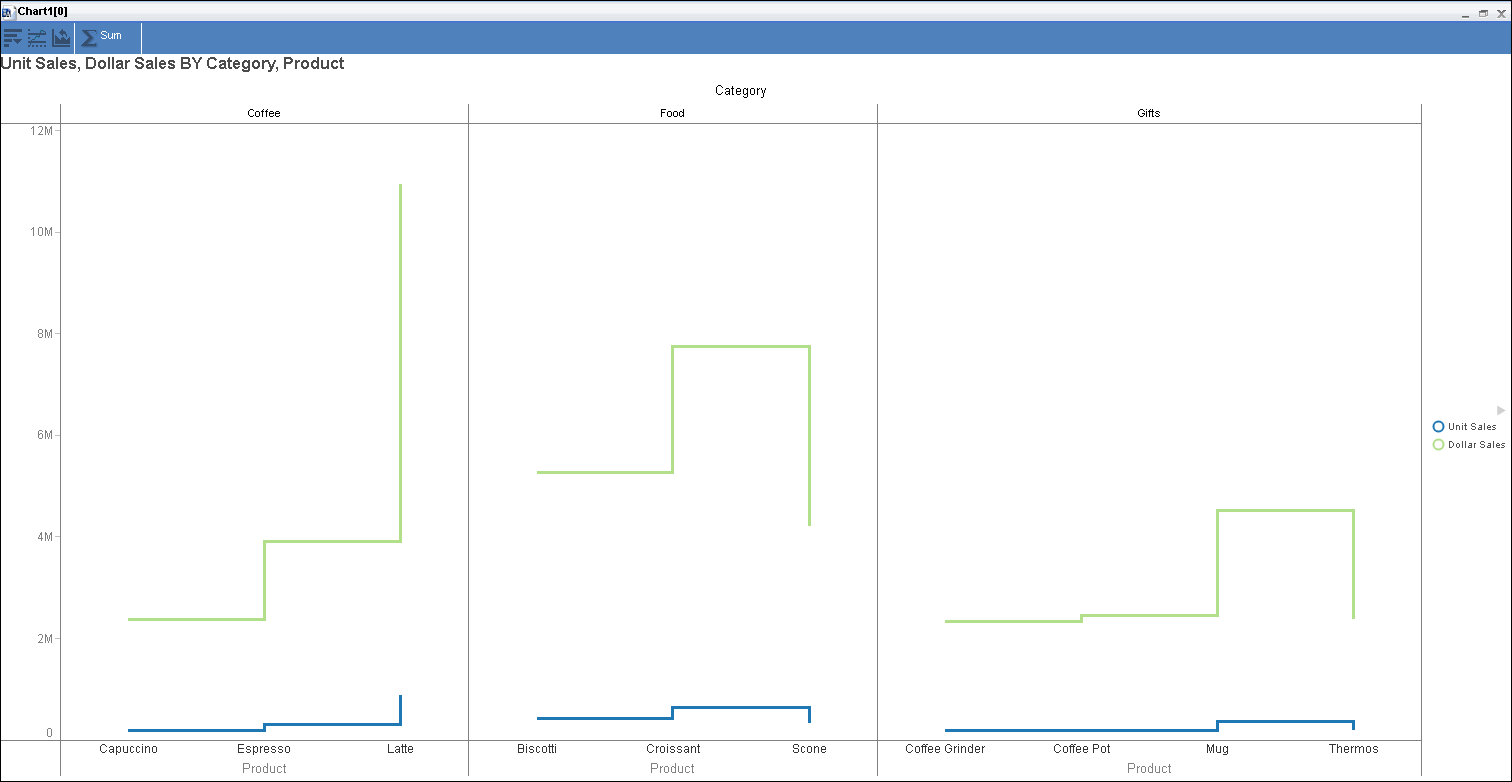 Chart1[0]
Sum
Unit Sales, Dollar Sales BY Category, Product
Category
Coffee Food Gifts
12M
10M
8M
6M
4M
2M
0
Unit Sales
Dollar Sales
Capuccino Espresso Latte Biscotti Croissant Scone Coffee Grinder Coffee Pot Mug Thermos
Product Product Product